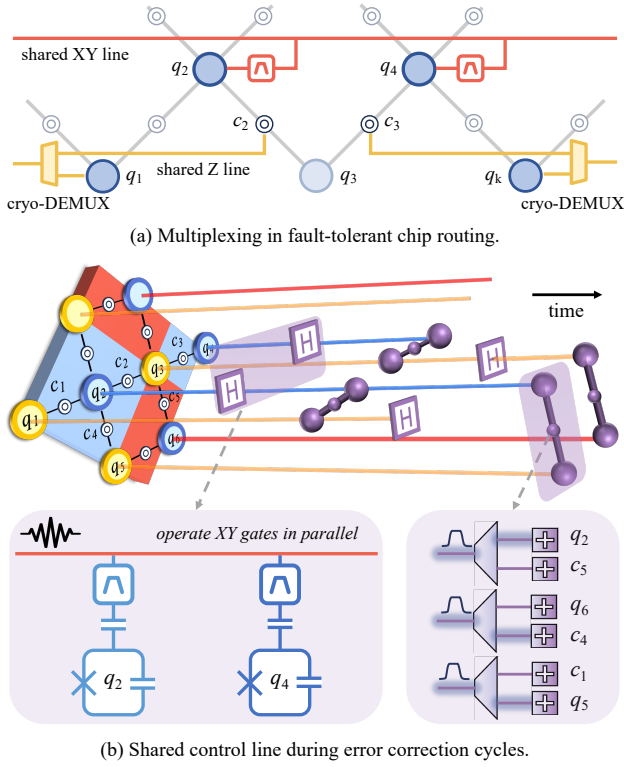 shared XY line
q2
q4
c2
c3
shared Z line
q1
q3
qk
cryo-DEMUX
cryo-DEMUX
(a) Multiplexing in fault-tolerant chip routing.
time
c3
q4
H
c2
q3
H
c1
q2
H
c5
q1
c4
q6
H
q5
operate XY gates in parallel
q2
q4
q2
c5
q6
c4
c1
q5
(b) Shared control line during error correction cycles.